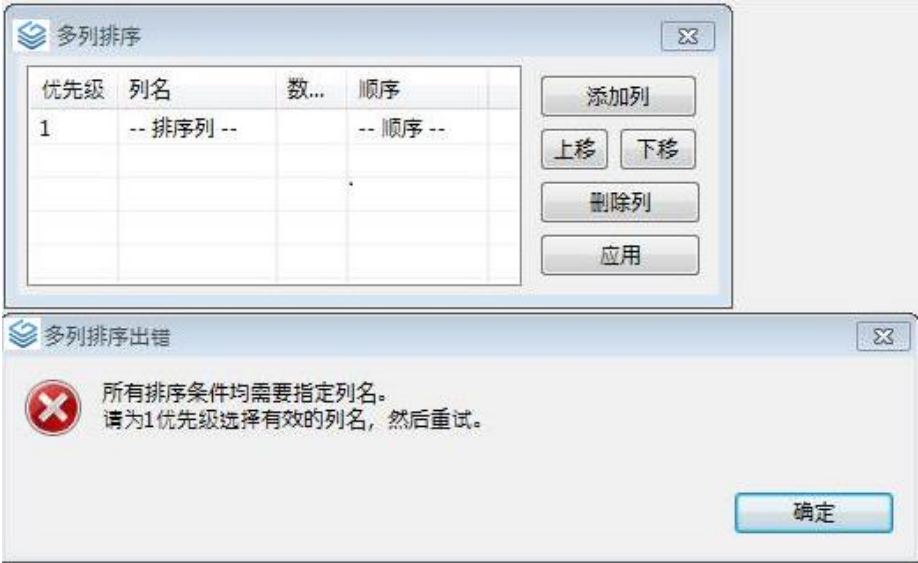 多列排序
优先级 列名 数... 顺序
1 -- 排序列 -- -- 顺序 --
添加列
上移 下移
删除列
应用
多列排序出错
所有排序条件均需要指定列名。
请为1优先级选择有效的列名，然后重试。
确定